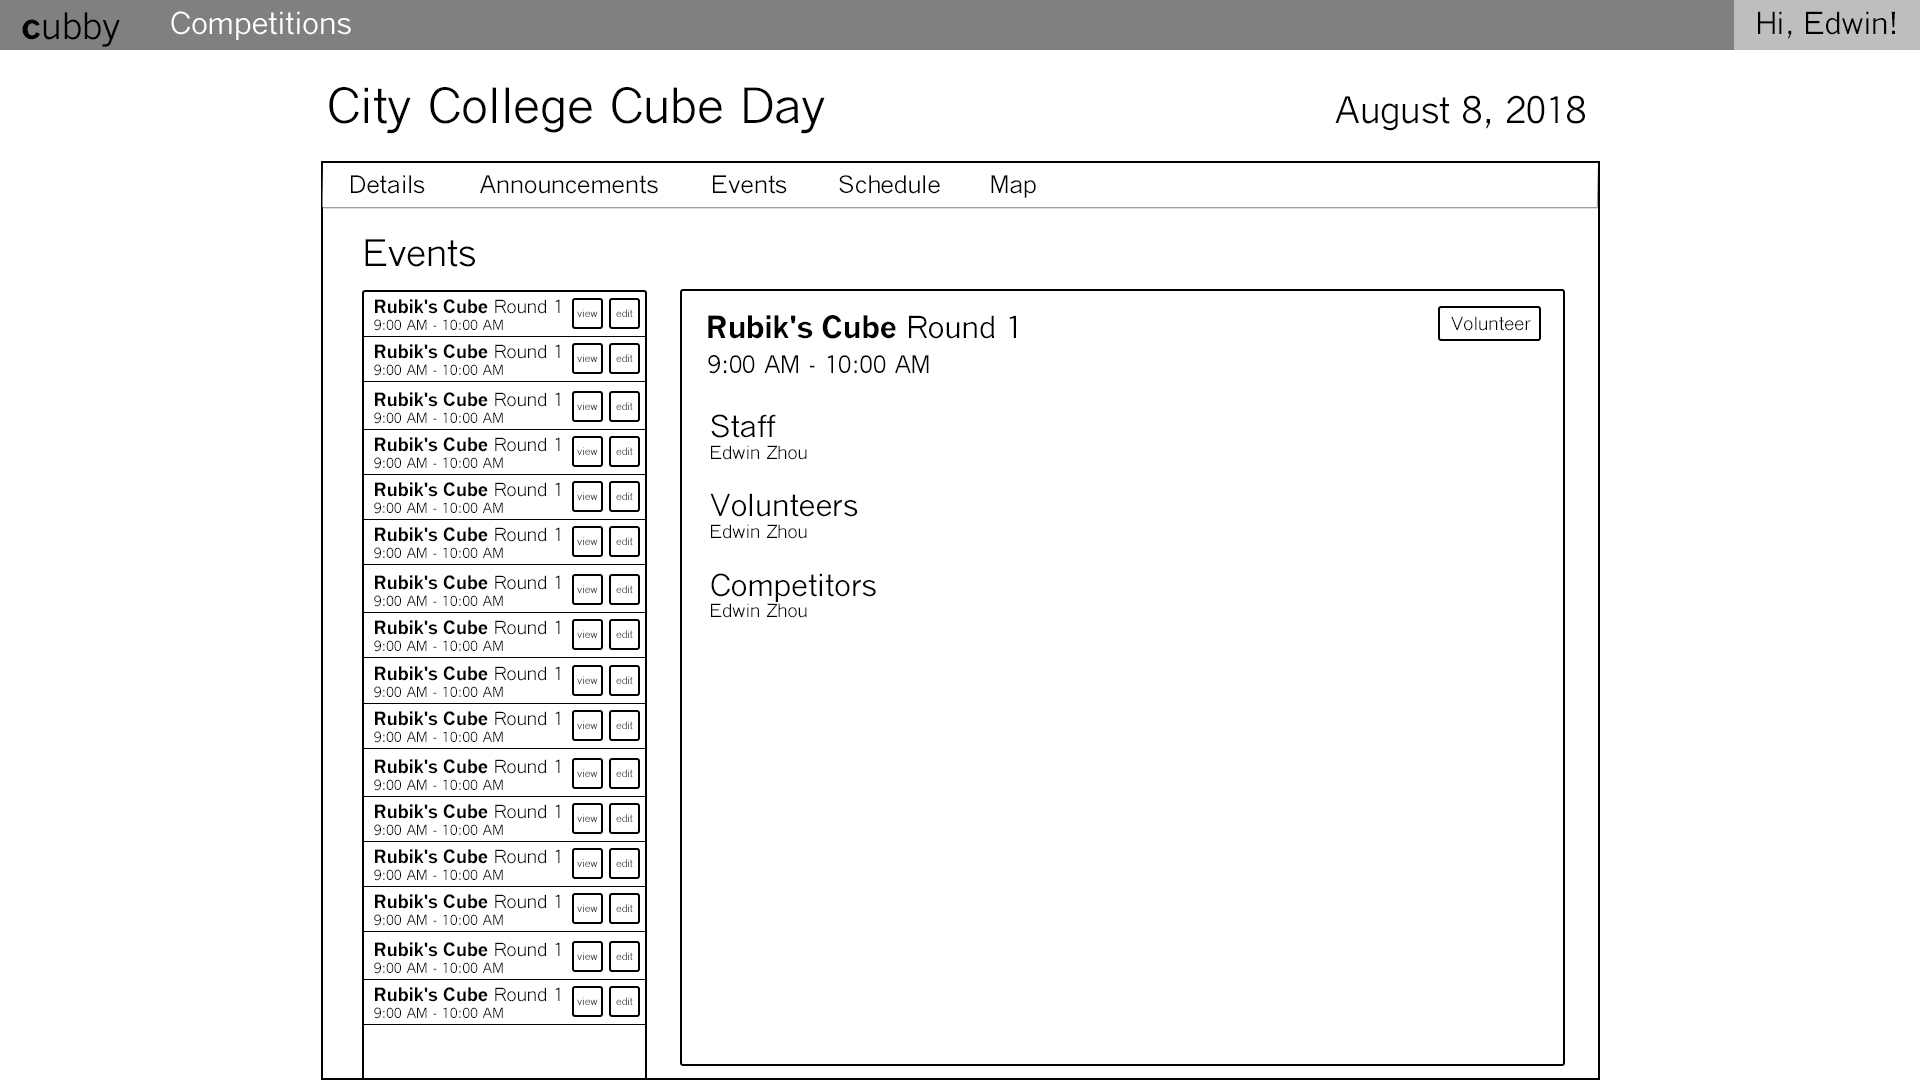 cubby Competitions Hi, Edwin!
City College Cube Day August 8, 2018
Details Announcements Events Schedule Map
Events
Rubik's Cube Round 1 view edit
9:00 AM - 10:00 AM
Rubik's Cube Round 1 view edit
9:00 AM - 10:00 AM
Rubik's Cube Round 1 view edit
9:00 AM - 10:00 AM
Rubik's Cube Round 1 view edit
9:00 AM - 10:00 AM
Rubik's Cube Round 1 view edit
9:00 AM - 10:00 AM
Rubik's Cube Round 1 view edit
9:00 AM - 10:00 AM
Rubik's Cube Round 1 view edit
9:00 AM - 10:00 AM
Rubik's Cube Round 1 view edit
9:00 AM - 10:00 AM
Rubik's Cube Round 1 view edit
9:00 AM - 10:00 AM
Rubik's Cube Round 1 view edit
9:00 AM - 10:00 AM
Rubik's Cube Round 1 view edit
9:00 AM - 10:00 AM
Rubik's Cube Round 1 view edit
9:00 AM - 10:00 AM
Rubik's Cube Round 1 view edit
9:00 AM - 10:00 AM
Rubik's Cube Round 1 view edit
9:00 AM - 10:00 AM
Rubik's Cube Round 1 view edit
9:00 AM - 10:00 AM
Rubik's Cube Round 1 view edit
9:00 AM - 10:00 AM
Rubik's Cube Round 1 Volunteer
9:00 AM - 10:00 AM
Staff
Edwin Zhou
Volunteers
Edwin Zhou
Competitors
Edwin Zhou